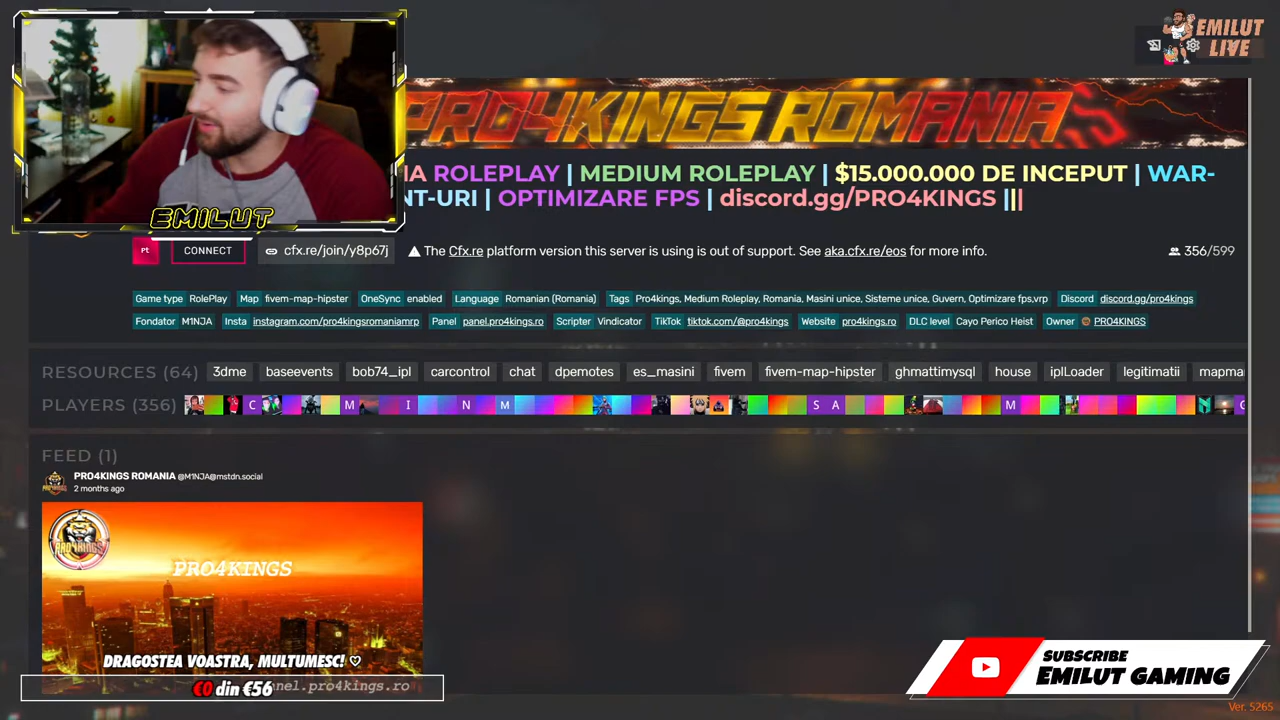 EMILUT
LIVE
PRO4KINGS ROMANIA
ROLEPLAY | MEDIUM ROLEPLAY | $15.000.000 DE INCEPUT | WAR-
NT-URI | OPTIMIZARE FPS | discord.gg/PRO4KINGS |||
EMILUT
Pt CONNECT cfx.re/join/y8p67j The Cfx.re platform version this server is using is out of support. See aka.cfx.re/eos for more info. 356/599
Game type RolePlay Map fivem-map-hipster OneSync enabled Language Romanian (Romania) Tags Pro4kings, Medium Roleplay, Romania, Masini unice, Sisteme unice, Guvern, Optimizare fps,vrp Discord discord.gg/pro4kings
Fondator M1NJA Insta instagram.com/pro4kingsromaniamrp Panel panel.pro4kings.ro Scripter Vindicator TikTok tiktok.com/@pro4kings Website pro4kings.ro DLC level Cayo Perico Heist Owner PRO4KINGS
RESOURCES (64) 3dme baseevents bob74_ipl carcontrol chat dpemotes es_masini fivem fivem-map-hipster ghmattimysql house iplLoader legitimatii mapma
PLAYERS (356) C M I N M S A M
FEED (1)
PRO4KINGS ROMANIA @M1NJA@mstdn.social
2 months ago
PRO4KINGS
PRO4KINGS
DRAGOSTEA VOASTRA, MULTUMESC!
€0 din €56
nel.pro4kings.ro
SUBSCRIBE
EMILUT GAMING
Ver. 5265